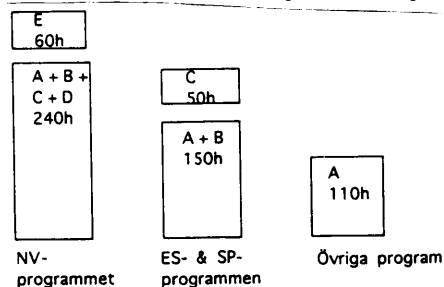 E
60h
A + B +
C + D
240h
C
50h
A + B
150h
A
110h
NV-
programmet
ES- & SP-
programmen
Övriga program